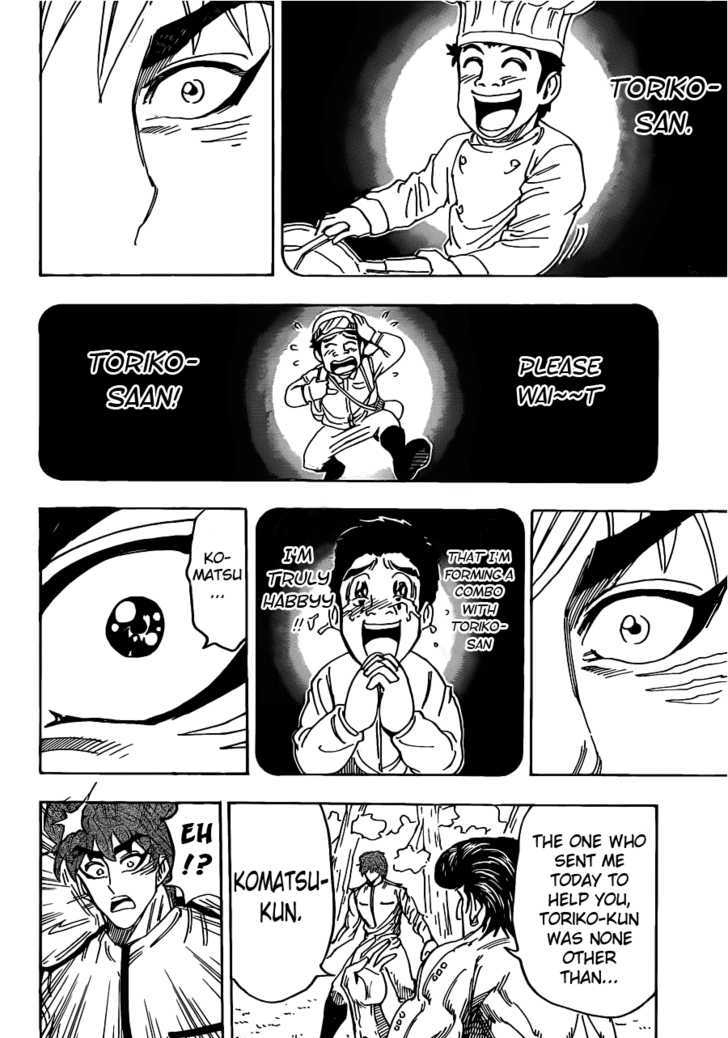 TORIKO-
SAN.
PLEASE
WAI~~T
TORIKO-
SAAN!
THAT I'M
FORMING A
COMBO
WITH
TORIKO-
SAN
I'M
TRULY
HABBYY
!!♪
KO-
MATSU
...
THE ONE WHO
SENT ME
TODAY TO
HELP YOU,
TORIKO-KUN
WAS NONE
OTHER
THAN...
KOMATSU-
KUN.
EH
!?